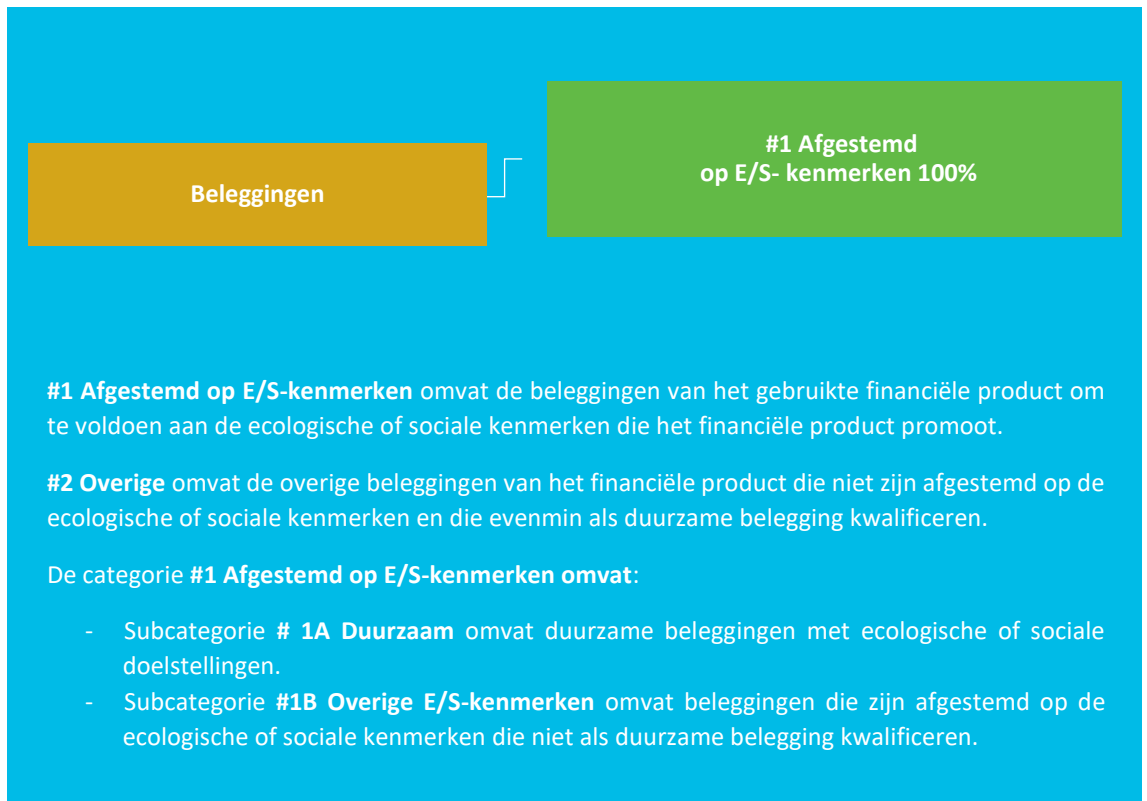 Beleggingen
#1 Afgestemd
op E/S- kenmerken 100%
#1 Afgestemd op E/S-kenmerken omvat de beleggingen van het gebruikte financiële product om
te voldoen aan de ecologische of sociale kenmerken die het financiële product promoot.
#2 Overige omvat de overige beleggingen van het financiële product die niet zijn afgestemd op de
ecologische of sociale kenmerken en die evenmin als duurzame belegging kwalificeren.
De categorie #1 Afgestemd op E/S-kenmerken omvat:
- Subcategorie # 1A Duurzaam omvat duurzame beleggingen met ecologische of sociale
doelstellingen.
- Subcategorie #1B Overige E/S-kenmerken omvat beleggingen die zijn afgestemd op de
ecologische of sociale kenmerken die niet als duurzame belegging kwalificeren.